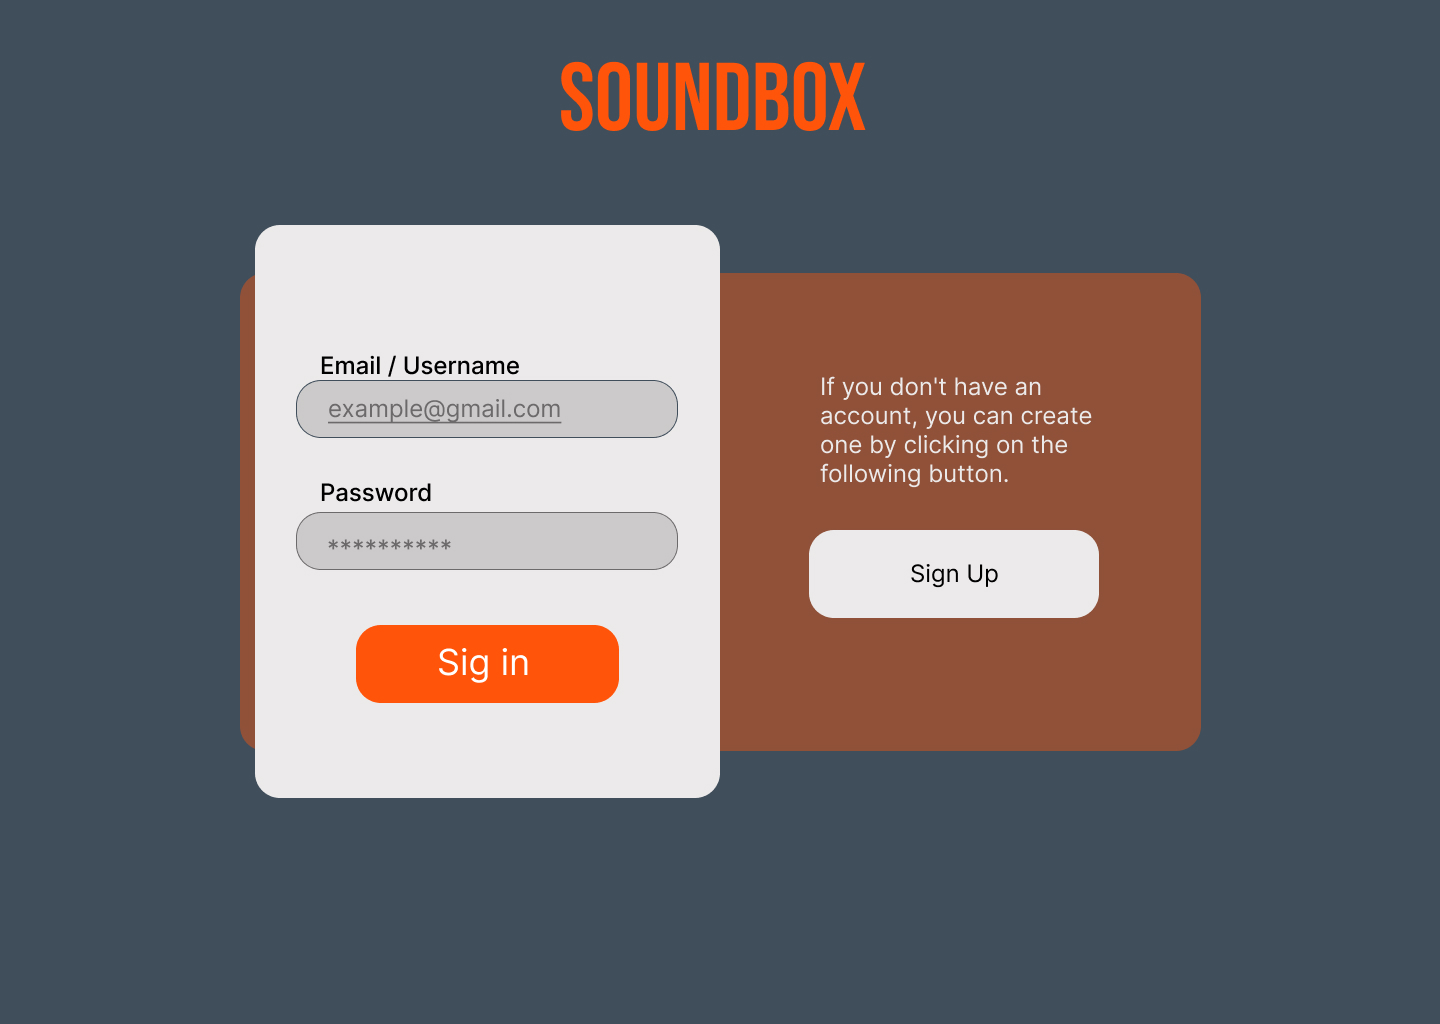 SOUNDBOX
Email / Username
example@gmail.com
Password
**********
Sig in
If you don't have an
account, you can create
one by clicking on the
following button.
Sign Up